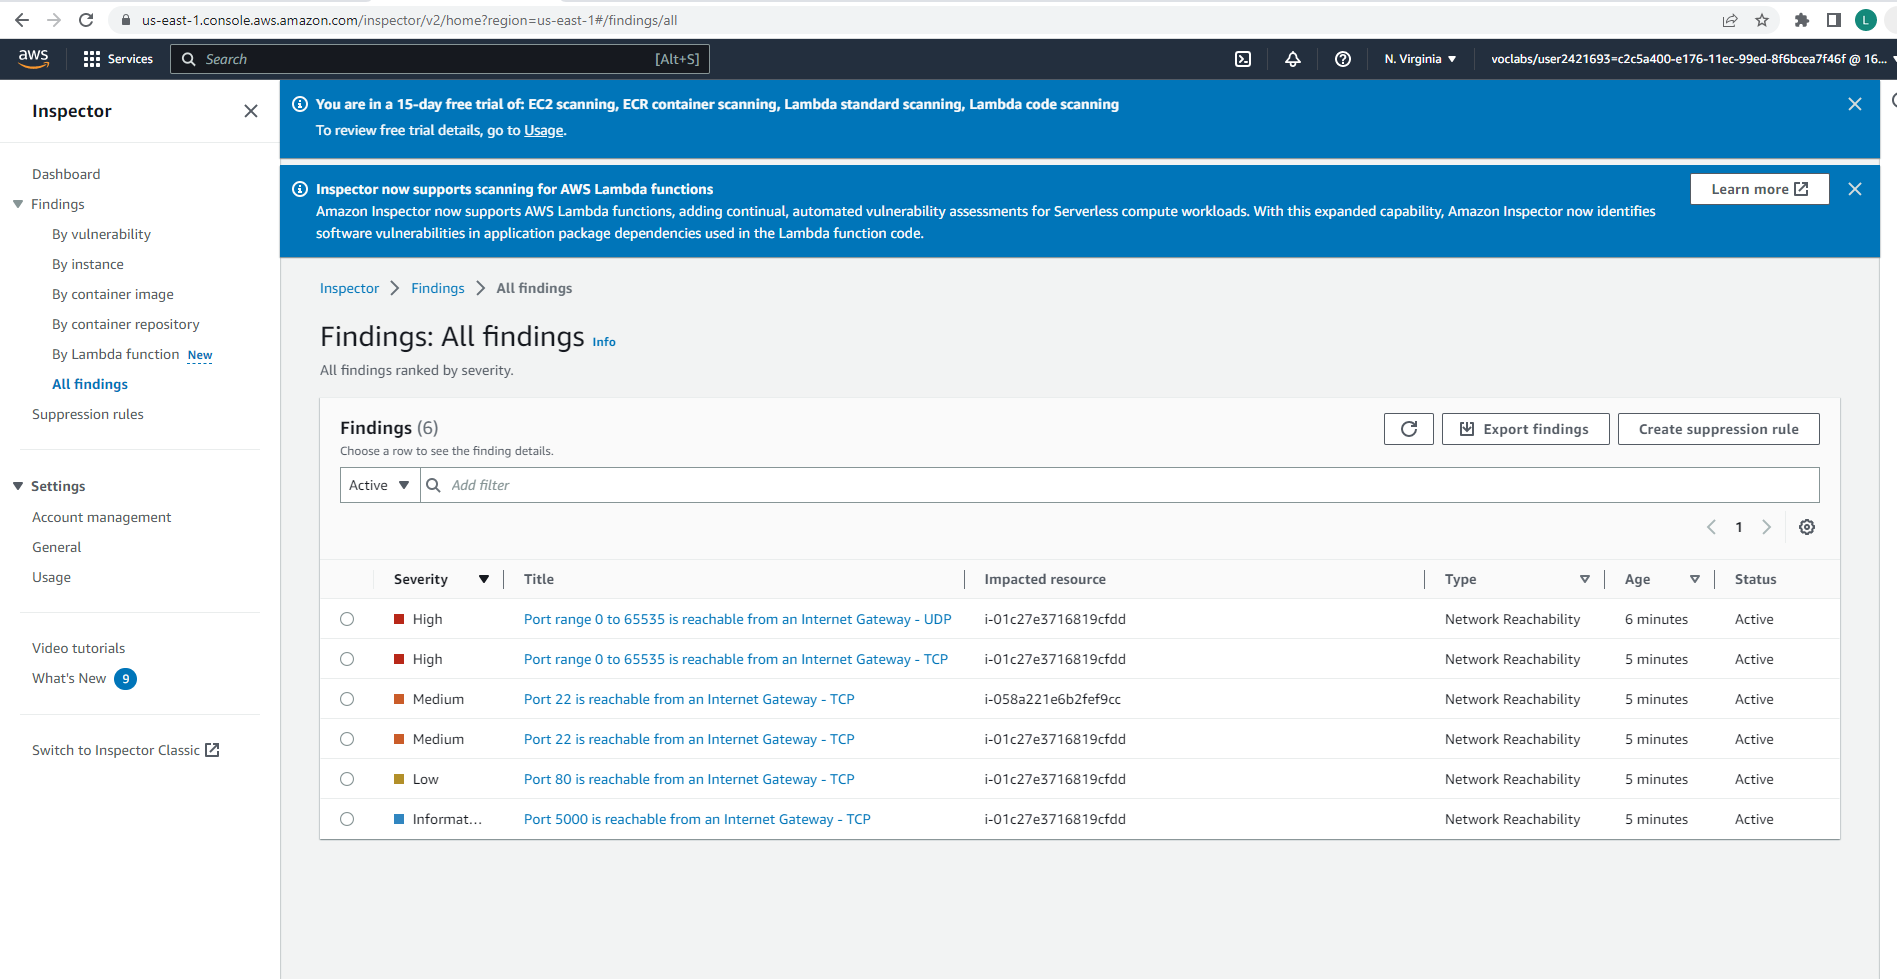 us-east-1.console.aws.amazon.com/inspector/v2/home?region=us-east-1#/findings/all
L
aws
Services
Search
[Alt+S]
N. Virginia
voclabs/user2421693=c2c5a400-e176-11ec-99ed-8f6bcea7f46f @ 16...
Inspector
Dashboard
Findings
By vulnerability
By instance
By container image
By container repository
By Lambda function New
All findings
Suppression rules
Settings
Account management
General
Usage
Video tutorials
What's New 9
Switch to Inspector Classic
You are in a 15-day free trial of: EC2 scanning, ECR container scanning, Lambda standard scanning, Lambda code scanning
To review free trial details, go to Usage.
Inspector now supports scanning for AWS Lambda functions
Amazon Inspector now supports AWS Lambda functions, adding continual, automated vulnerability assessments for Serverless compute workloads. With this expanded capability, Amazon Inspector now identifies
software vulnerabilities in application package dependencies used in the Lambda function code.
Learn more
Inspector > Findings > All findings
Findings: All findings Info
All findings ranked by severity.
Findings (6)
Choose a row to see the finding details.
Export findings
Create suppression rule
Active
Add filter
1
Severity Title Impacted resource Type Age Status
High Port range 0 to 65535 is reachable from an Internet Gateway - UDP i-01c27e3716819cfdd Network Reachability 6 minutes Active
High Port range 0 to 65535 is reachable from an Internet Gateway - TCP i-01c27e3716819cfdd Network Reachability 5 minutes Active
Medium Port 22 is reachable from an Internet Gateway - TCP i-058a221e6b2fef9cc Network Reachability 5 minutes Active
Medium Port 22 is reachable from an Internet Gateway - TCP i-01c27e3716819cfdd Network Reachability 5 minutes Active
Low Port 80 is reachable from an Internet Gateway - TCP i-01c27e3716819cfdd Network Reachability 5 minutes Active
Informat... Port 5000 is reachable from an Internet Gateway - TCP i-01c27e3716819cfdd Network Reachability 5 minutes Active